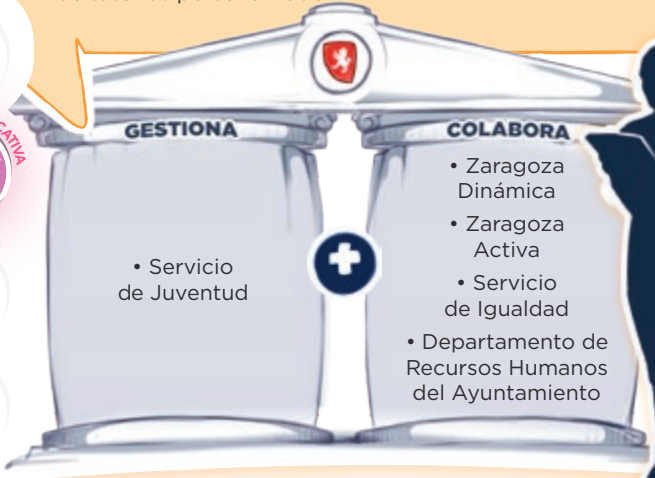 GESTIONA
• Servicio
de Juventud
COLABORA
• Zaragoza
Dinámica
• Zaragoza
Activa
• Servicio
de Igualdad
• Departamento de
Recursos Humanos
del Ayuntamiento